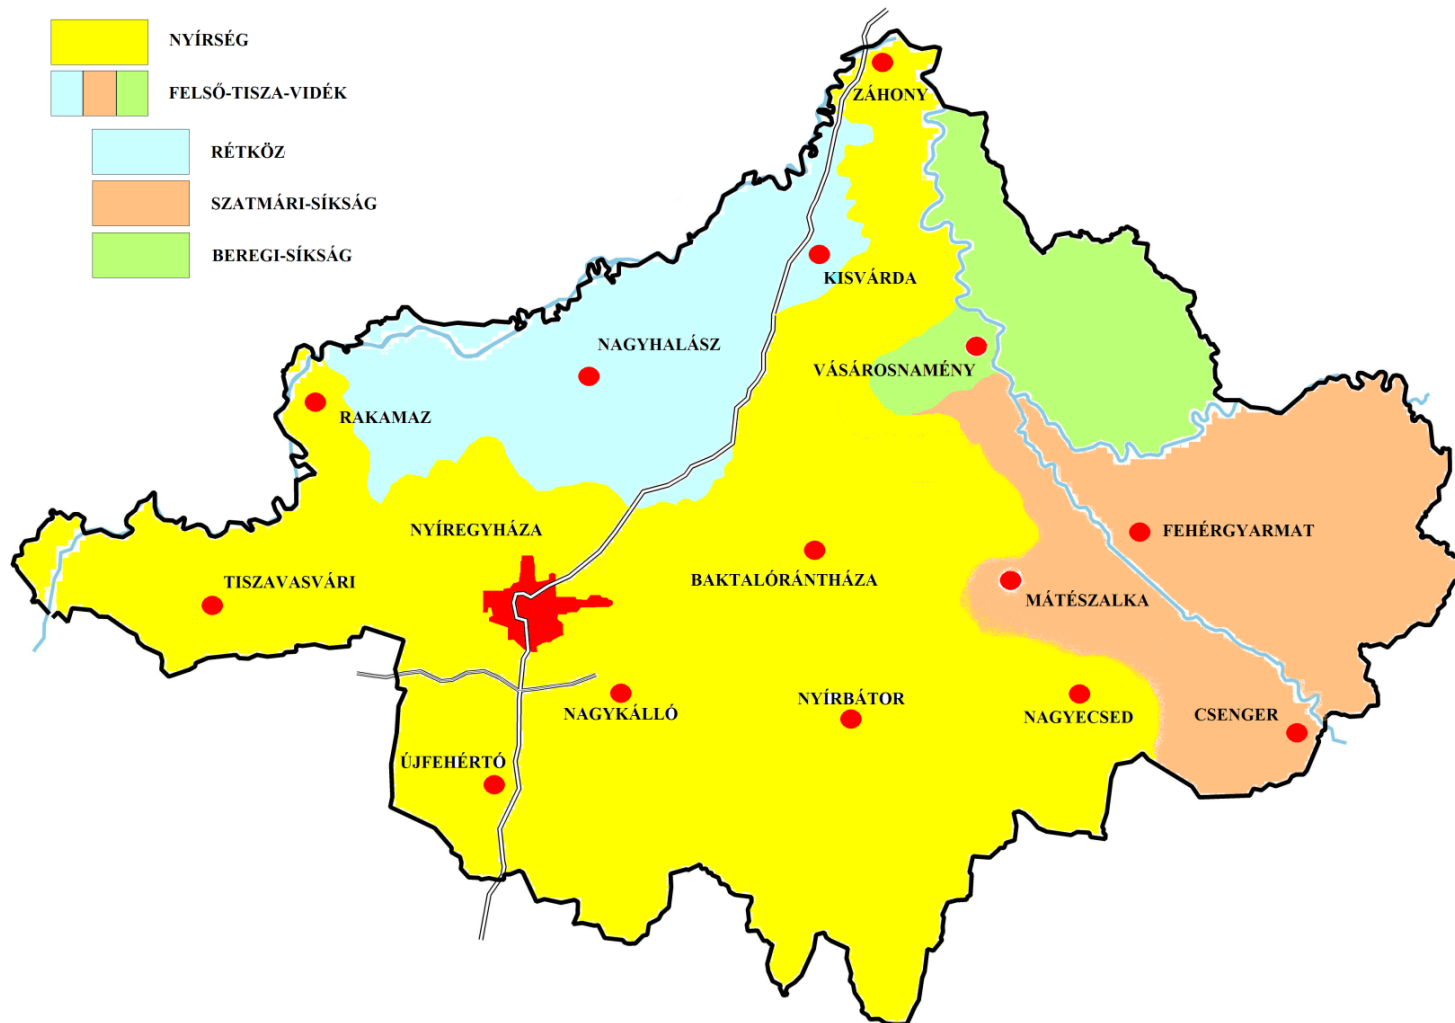 NYÍRSÉG
FELSŐ-TISZA-VIDÉK
RÉTKÖZ
SZATMÁRI-SÍKSÁG
BEREGI-SÍKSÁG
ZÁHONY
KISVÁRDA
NAGYHALÁSZ
VÁSÁROSNAMÉNY
RAKAMAZ
NYÍREGYHÁZA
FEHÉRGYARMAT
TISZAVASVÁRI
BAKTALÓRÁNTHÁZA
MÁTÉSZALKA
NAGYKÁLLÓ
NYÍRBÁTOR
NAGYECSED
CSENGER
ÚJFEHÉRTÓ